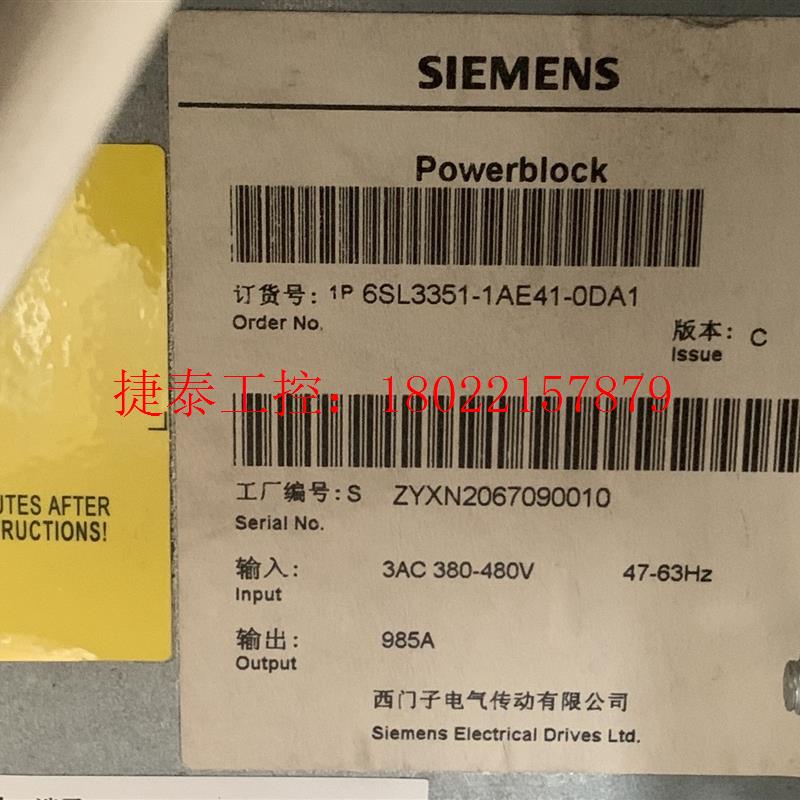 SIEMENS
Powerblock
订货号: 1P 6SL3351-1AE41-0DA1
Order No.
版本: C
Issue
捷泰工控: 18022157879
工厂编号: S ZYXN2067090010
Serial No.
UTES AFTER
RUCTIONS!
输入: 3AC 380-480V 47-63Hz
Input
输出: 985A
Output
西门子电气传动有限公司
Siemens Electrical Drives Ltd.